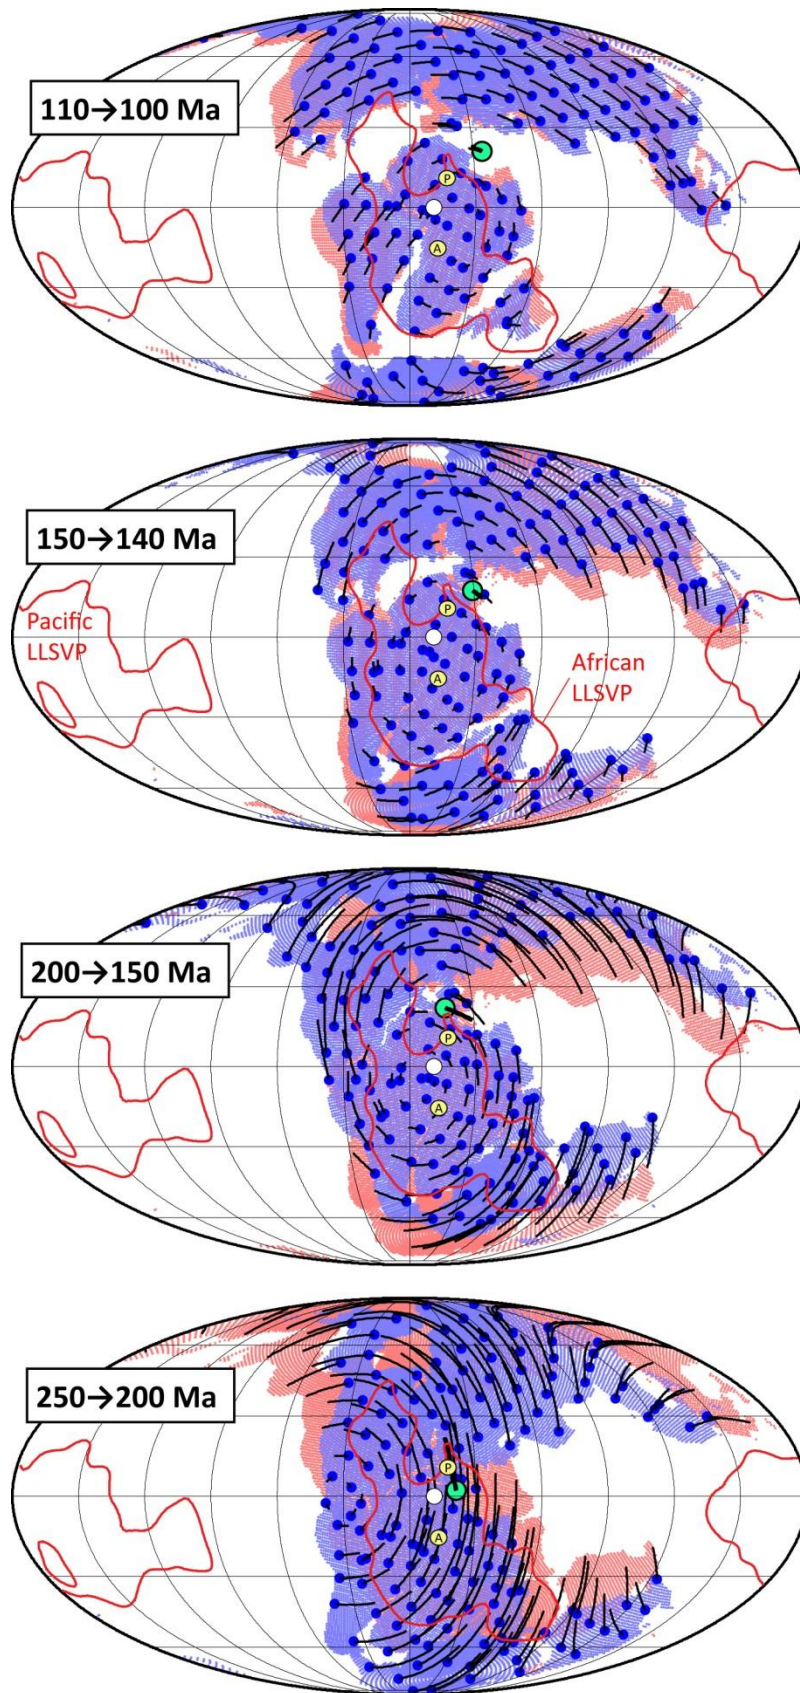 110→100 Ma
P
A
150→140 Ma
Pacific
LLSVP
P
A
African
LLSVP
200→150 Ma
P
A
250→200 Ma
P
A